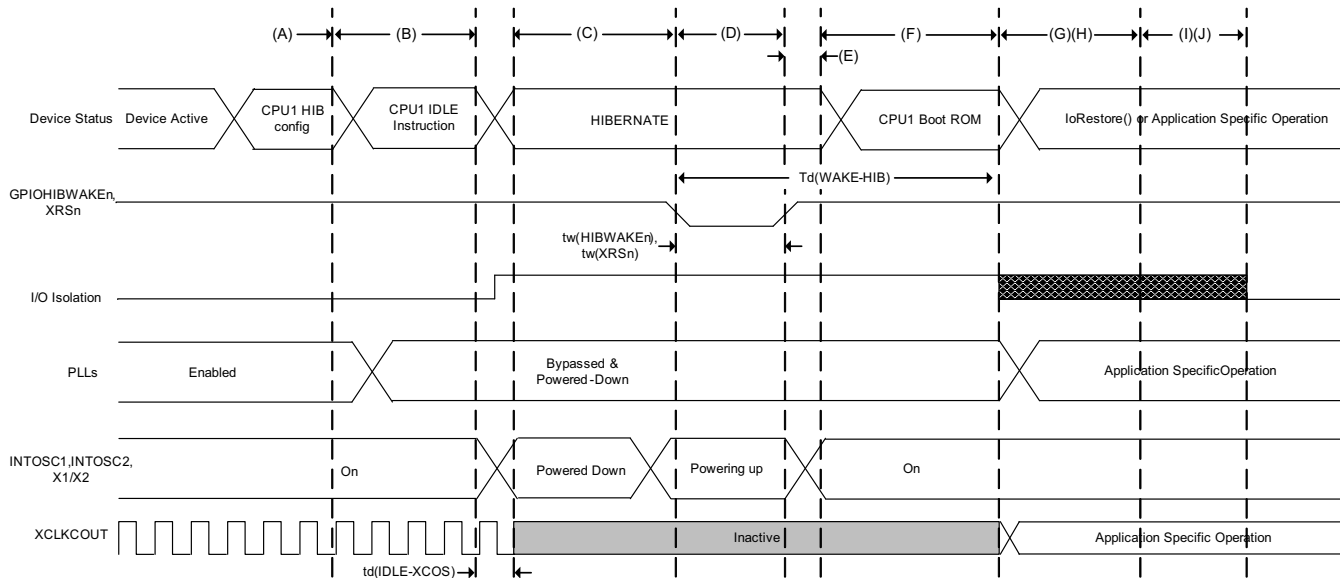 (A)
(B)
(C)
(D)
(E)
(F)
(G)(H)
(I)(J)
Device Status
Device Active
CPU1 HIB
config
CPU1 IDLE
Instruction
HIBERNATE
CPU1 Boot ROM
IoRestore() or Application Specific Operation
Td(WAKE-HIB)
GPIOHIBWAKEn,
XRSn
tw(HIBWAKEn),
tw(XRSn)
I/O Isolation
PLLs
Enabled
Bypassed &
Powered-Down
Application SpecificOperation
INTOSC1,INTOSC2,
X1/X2
On
Powered Down
Powering up
On
XCLKCOUT
Inactive
Application Specific Operation
td(IDLE-XCOS)